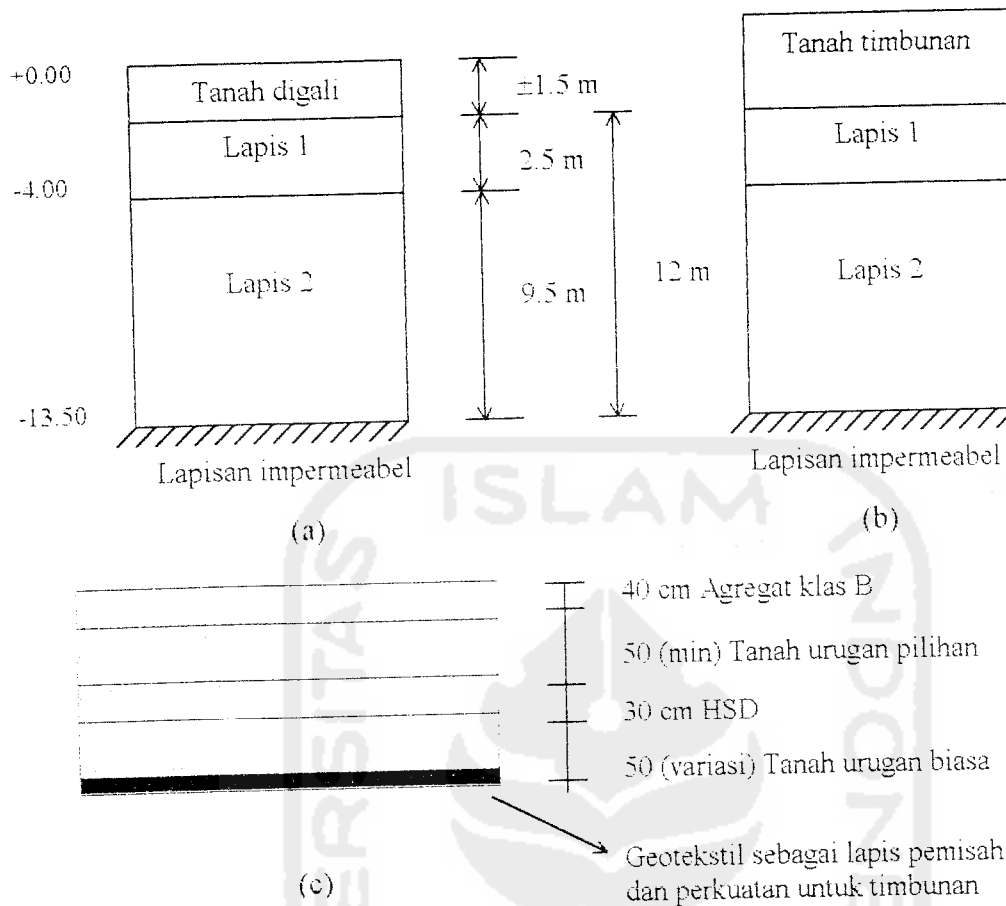 +0.00
Tanah digali
±1.5 m
Lapis 1
2.5 m
-4.00
Lapis 2
9.5 m
12 m
-13.50
Lapisan impermeabel
(a)
Tanah timbunan
Lapis 1
Lapis 2
Lapisan impermeabel
(b)
ISLAM
40 cm Agregat klas B
50 (min) Tanah urugan pilihan
30 cm HSD
50 (variasi) Tanah urugan biasa
Geotekstil sebagai lapis pemisah
dan perkuatan untuk timbunan
(c)